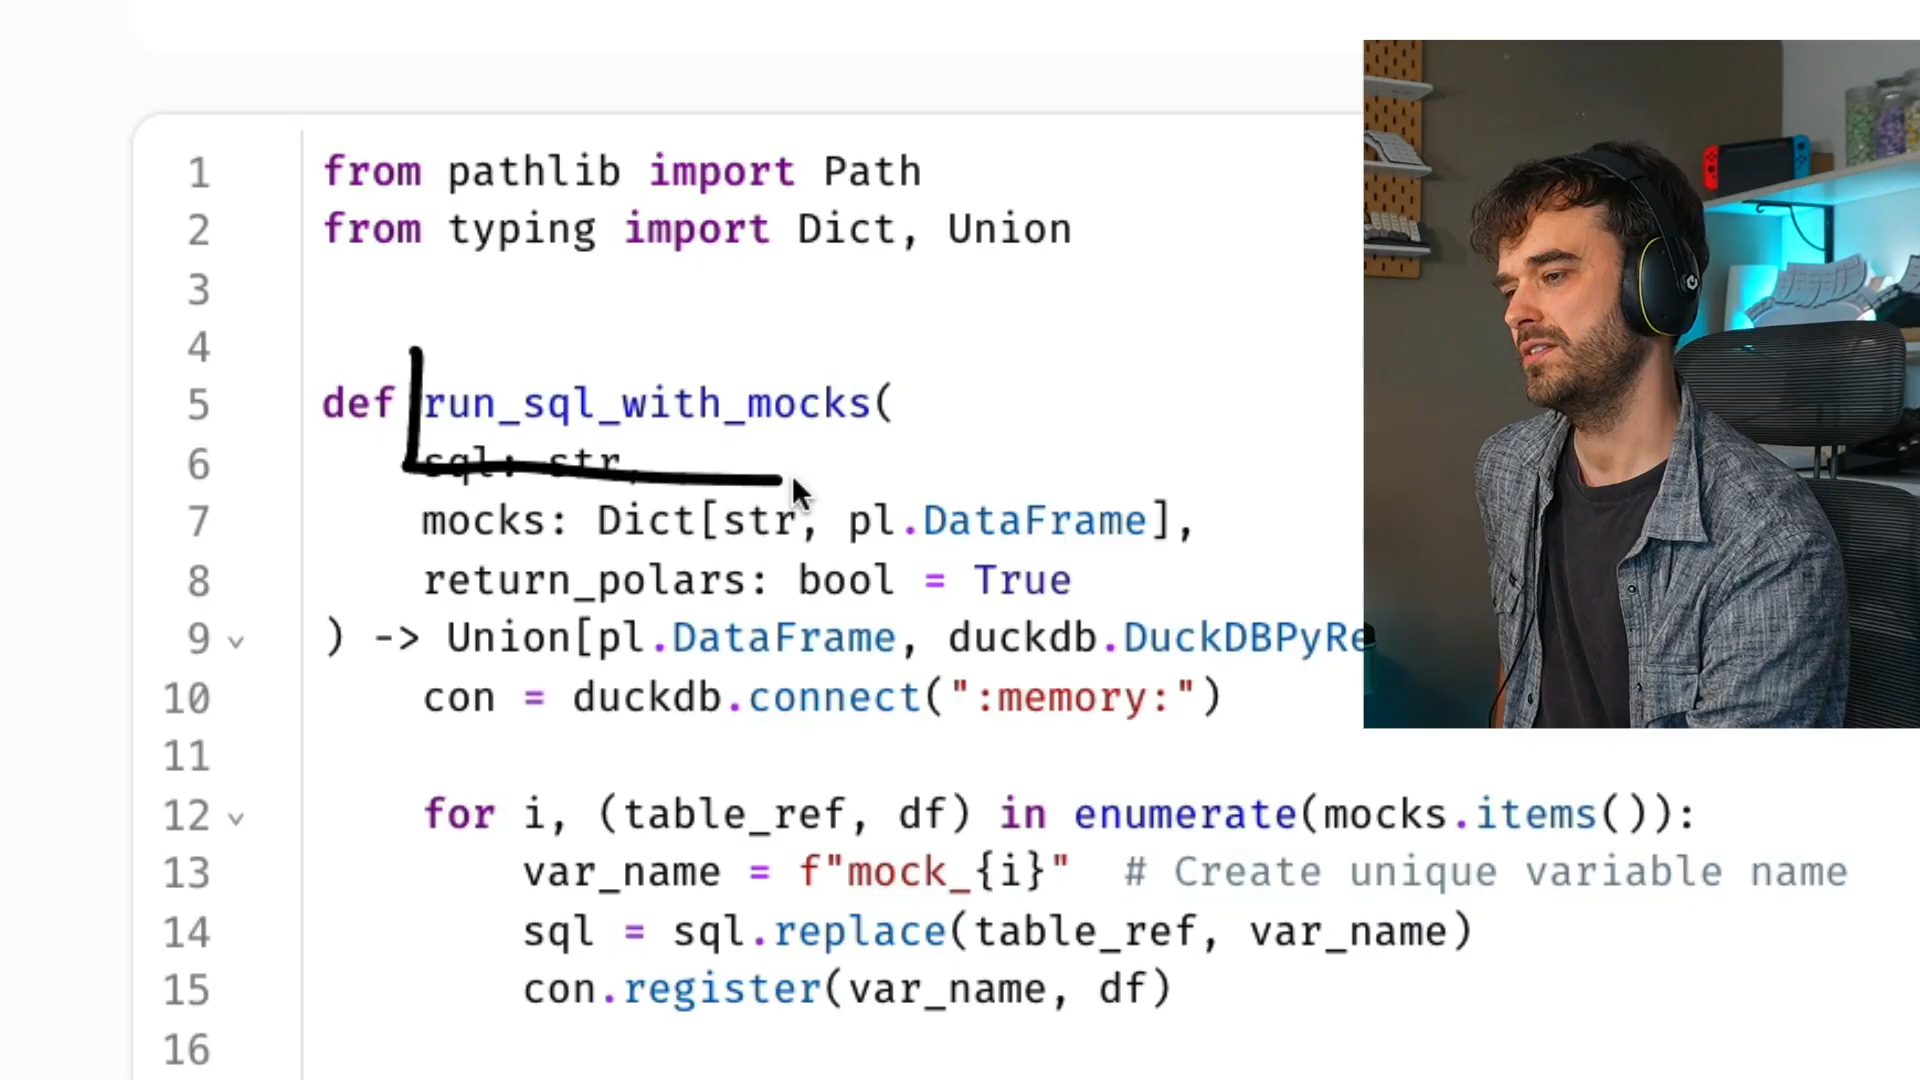 1 from pathlib import Path
2 from typing import Dict, Union
3
4
5 def run_sql_with_mocks(
6 sql: str,
7 mocks: Dict[str, pl.DataFrame],
8 return_polars: bool = True
9 ) -> Union[pl.DataFrame, duckdb.DuckDBPyRe
10 con = duckdb.connect(":memory:")
11
12 for i, (table_ref, df) in enumerate(mocks.items()):
13 var_name = f"mock_{i}"  # Create unique variable name
14 sql = sql.replace(table_ref, var_name)
15 con.register(var_name, df)
16